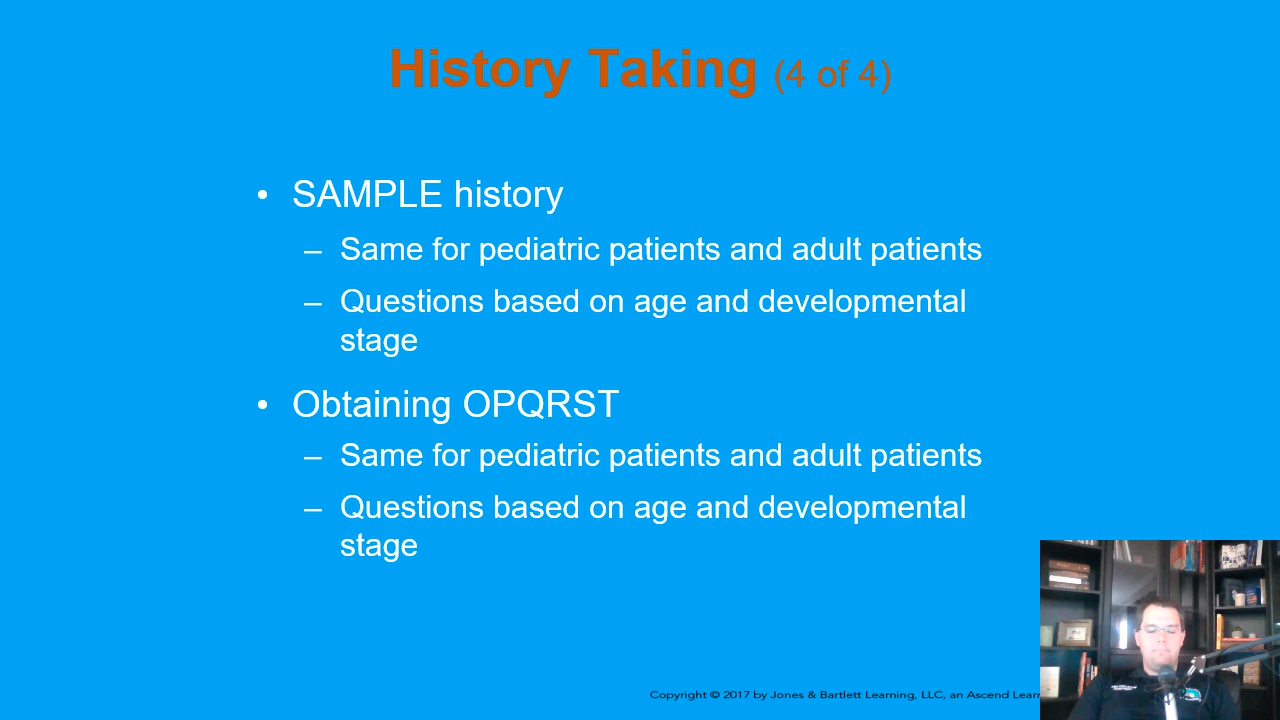 History Taking (4 of 4)
• SAMPLE history
– Same for pediatric patients and adult patients
– Questions based on age and developmental
stage
• Obtaining OPQRST
– Same for pediatric patients and adult patients
– Questions based on age and developmental
stage
Copyright © 2017 by Jones & Bartlett Learning, LLC, an Ascend Lear